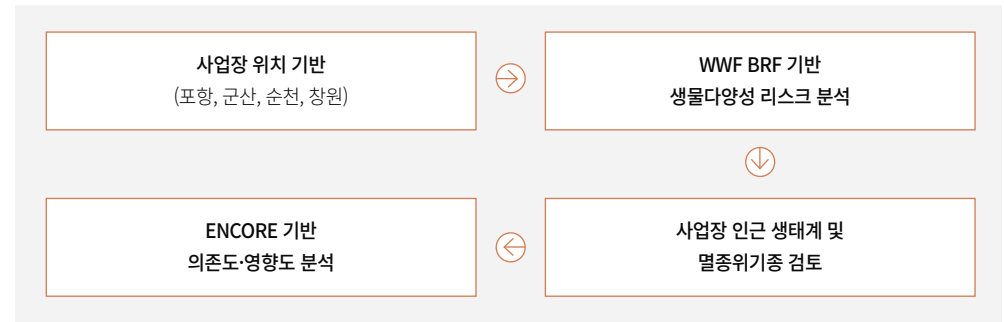 사업장 위치 기반
(포항, 군산, 순천, 창원)
WWF BRF 기반
생물다양성 리스크 분석
사업장 인근 생태계 및
멸종위기종 검토
ENCORE 기반
의존도·영향도 분석